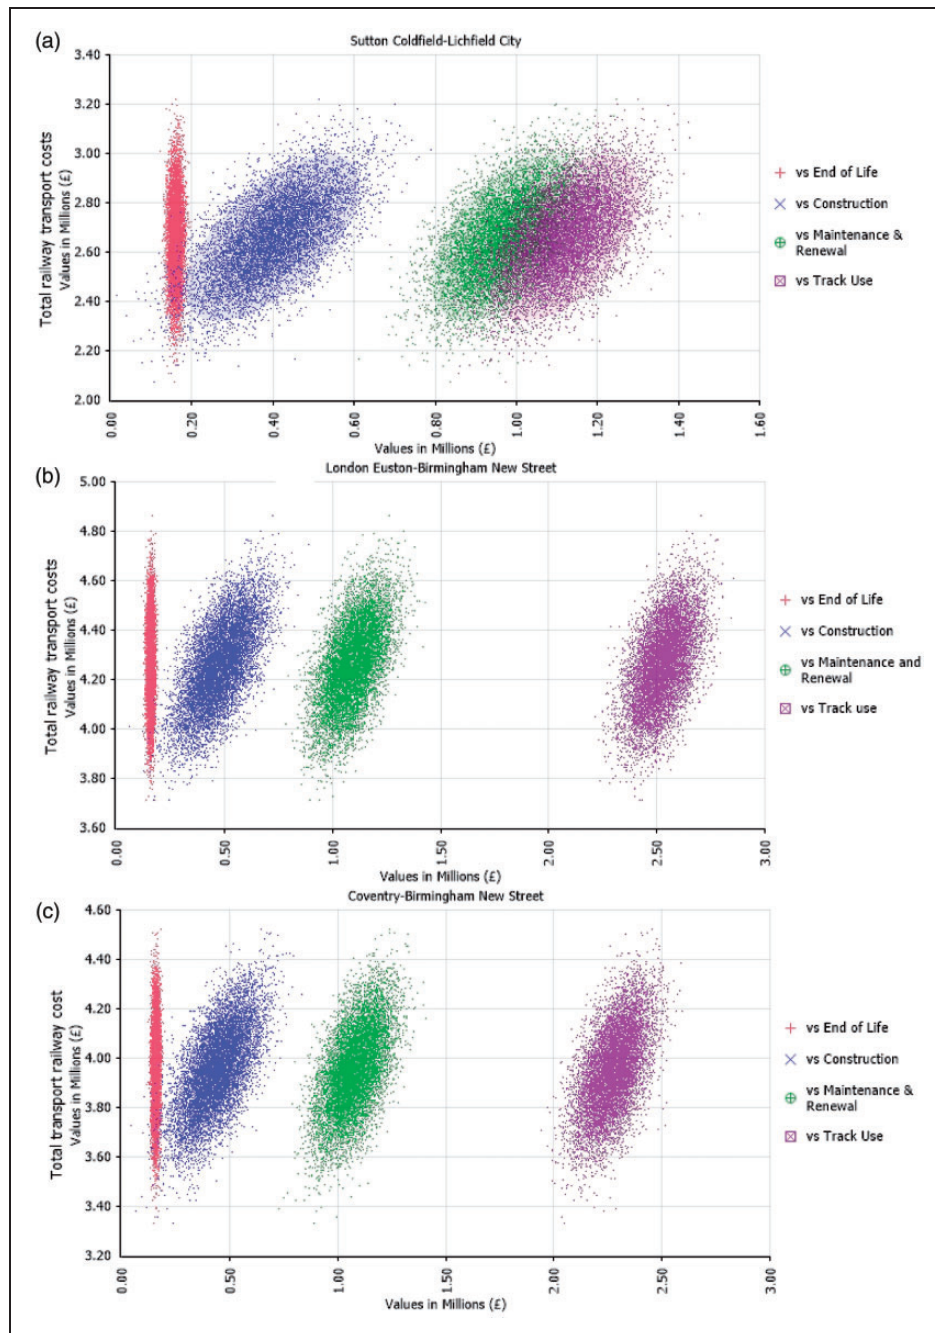 (a)
Sutton Coldfield-Lichfield City
Total railway transport costs
Values in Millions (£)
3.40
3.20
3.00
2.80
2.60
2.40
2.20
2.00
0.00
0.20
0.40
0.60
0.80
1.00
1.20
1.40
1.60
Values in Millions (£)
vs End of Life
vs Construction
vs Maintenance &
Renewal
vs Track Use
(b)
London Euston-Birmingham New Street
Total railway transport costs
Values in Millions (£)
5.00
4.80
4.60
4.40
4.20
4.00
3.80
3.60
0.00
0.50
1.00
1.50
2.00
2.50
3.00
Values in Millions (£)
vs End of Life
vs Construction
vs Maintenance and
Renewal
vs Track use
(c)
Coventry-Birmingham New Street
Total transport railway cost
Values in Millions (£)
4.60
4.40
4.20
4.00
3.80
3.60
3.40
3.20
0.00
0.50
1.00
1.50
2.00
2.50
3.00
Values in Millions (£)
vs End of Life
vs Construction
vs Maintenance &
Renewal
vs Track Use